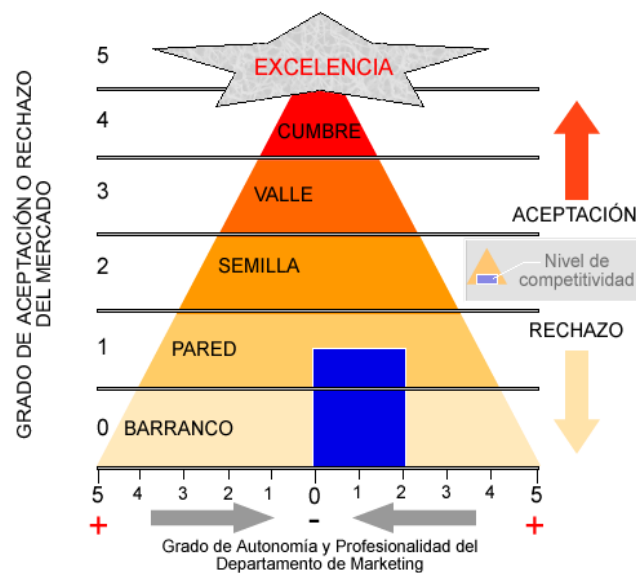 GRADO DE ACEPTACIÓN O RECHAZO
DEL MERCADO
5
EXCELENCIA
4
CUMBRE
3
VALLE
ACEPTACIÓN
2
SEMILLA
Nivel de
competitividad
RECHAZO
1
PARED
0
BARRANCO
5 4 3 2 1 0 1 2 3 4 5
+ - +
Grado de Autonomía y Profesionalidad del
Departamento de Marketing